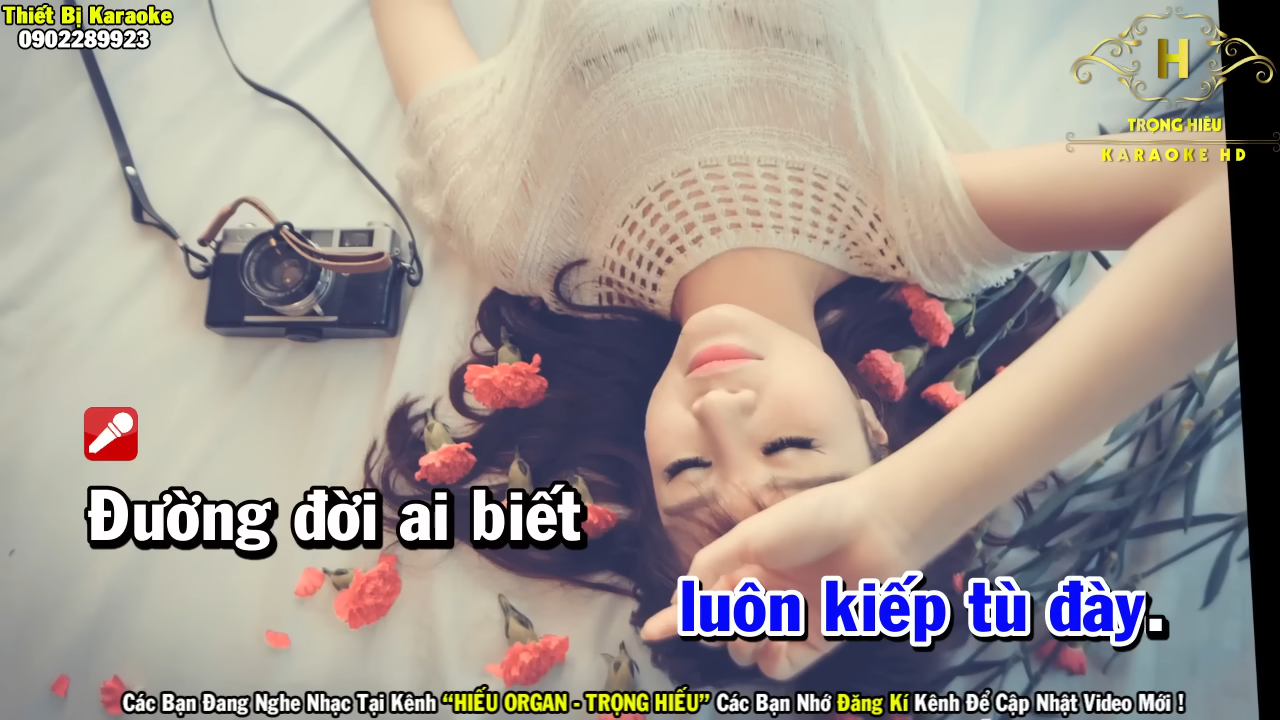 Thiết Bị Karaoke
0902289923
H
TRỌNG HIẾU
KARAOKE HD
Đường đời ai biết
luôn kiếp tù đày.
Các Bạn Đang Nghe Nhạc Tại Kênh “HIẾU ORGAN - TRỌNG HIẾU” Các Bạn Nhớ Đăng Kí Kênh Để Cập Nhật Video Mới !